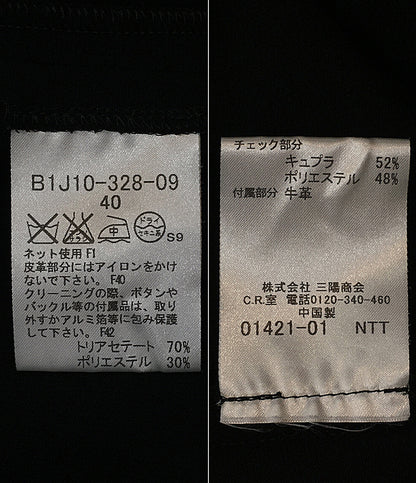 B1J10-328-09
40
中
ドライ
セキユ系
S9
ネット使用 F1
皮革部分にはアイロンをかけ
ないで下さい。 F40
クリーニングの際、ボタンや
バックル等の付属品は、取り
外すかアルミ箔等に包み保護
して下さい。 F42
トリアセテート 70%
ポリエステル 30%
チェック部分
キュプラ 52%
ポリエステル 48%
付属部分 牛革
株式会社 三陽商会
C.R.室 電話0120-340-460
中国製
01421-01 NTT